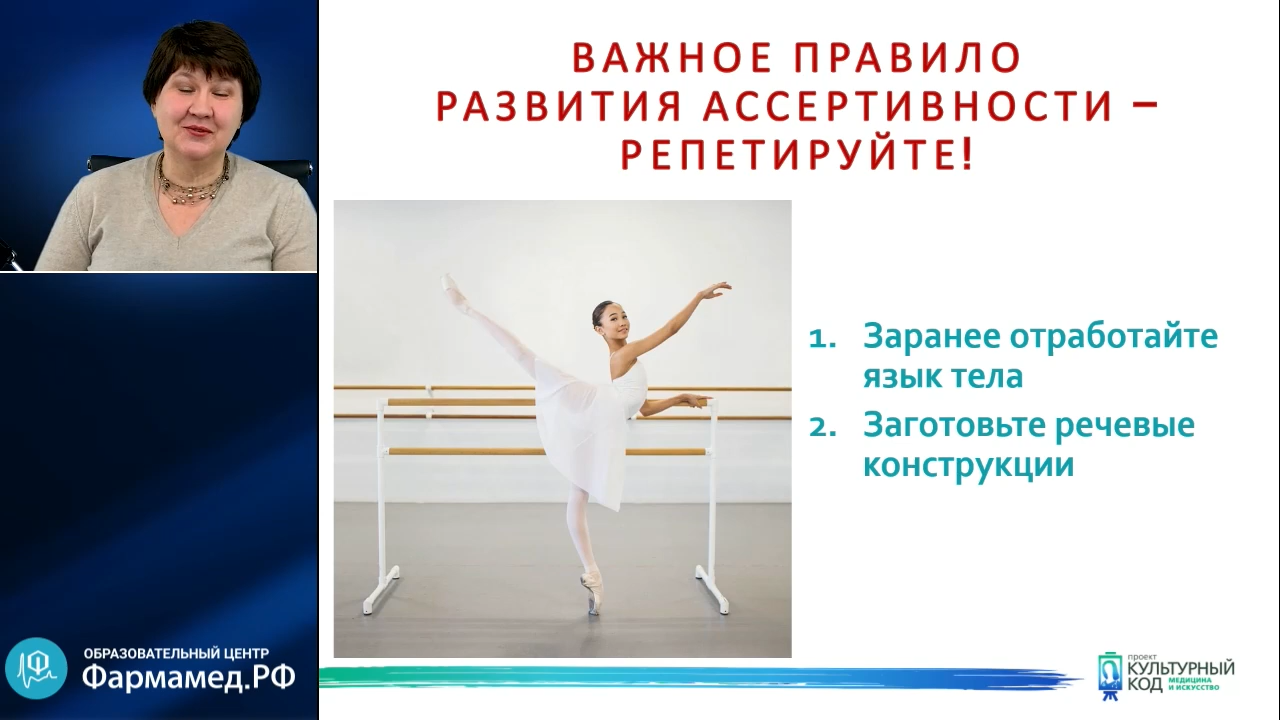 ВАЖНОЕ ПРАВИЛО
РАЗВИТИЯ АССЕРТИВНОСТИ –
РЕПЕТИРУЙТЕ!
1. Заранее отработайте
язык тела
2. Заготовьте речевые
конструкции
ОБРАЗОВАТЕЛЬНЫЙ ЦЕНТР
Фармамед.РФ
проект
КУЛЬТУРНЫЙ
КОД МЕДИЦИНА
И ИСКУССТВО